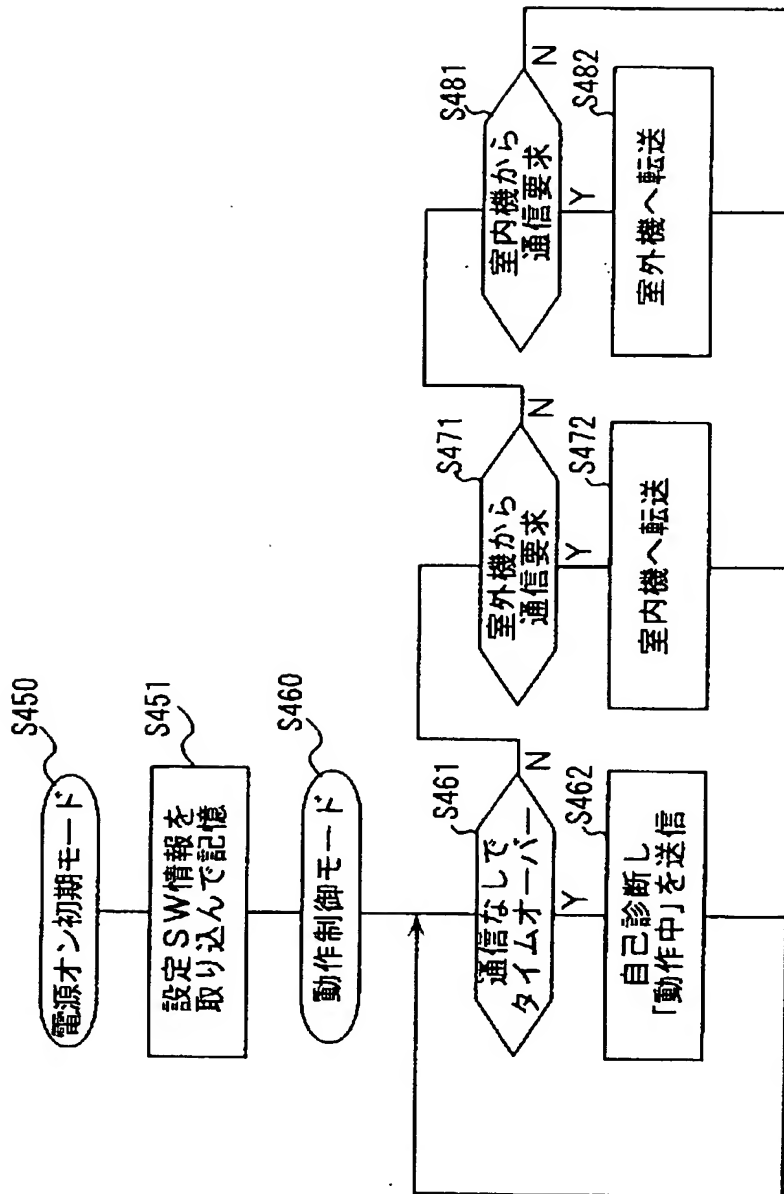 S450
電源オン初期モード
S451
設定SW情報を
取り込んで記憶
S460
動作制御モード
S461
通信なしで
タイムオーバー
N
Y
S462
自己診断し
「動作中」を送信
S471
室外機から
通信要求
N
Y
S472
室内機へ転送
S481
室内機から
通信要求
N
Y
S482
室外機へ転送